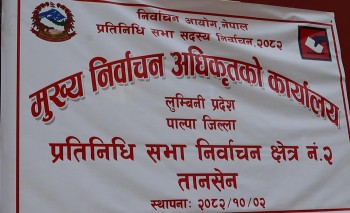 निर्वाचन आयोग,नेपाल
प्रतिनिधि सभा सदस्य निर्वाचन,२०८२
मुख्य निर्वाचन अधिकृतको कार्यालय
लुम्बिनी प्रदेश
पाल्पा जिल्ला
प्रतिनिधि सभा निर्वाचन क्षेत्र नं.२
तानसेन
स्थापनाः २०८२/१०/०२